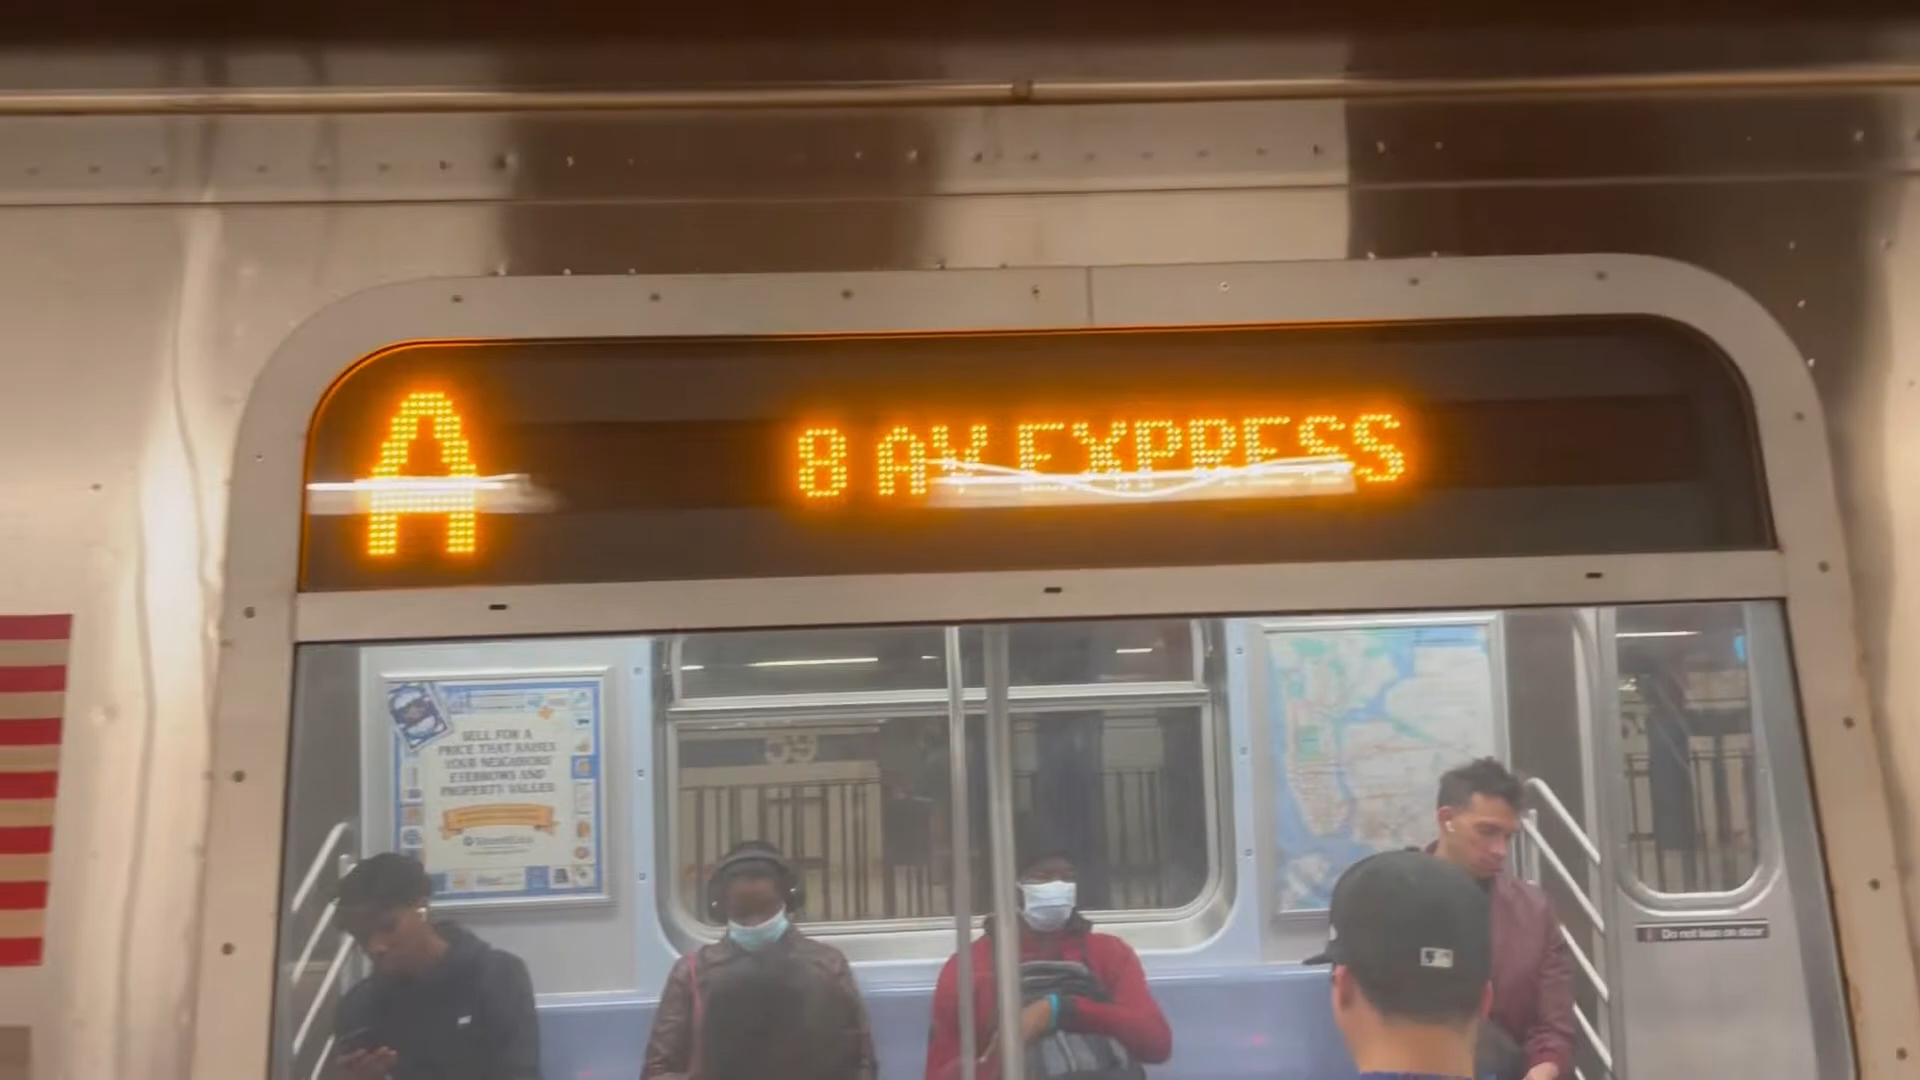 A
8 AV EXPRESS
SELL FOR A
PRICE THAT RAISES
YOUR NEIGHBORS'
EYEBROWS AND
PROPERTY VALUES
StreetEasy
Do not lean on door